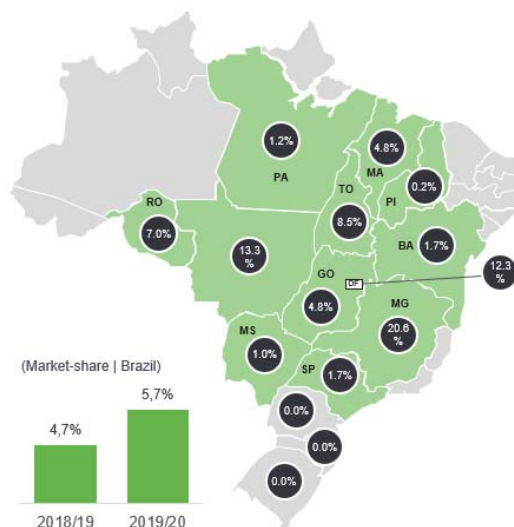 1.2%
PA
4.8%
MA
TO
PI
0.2%
RO
7.0%
8.5%
13.3
%
BA
1.7%
GO
DF
12.3
%
4.8%
MG
20.6
%
MS
1.0%
SP
1.7%
(Market-share | Brazil)
0.0%
0.0%
0.0%
4,7%
5,7%
2018/19
2019/20